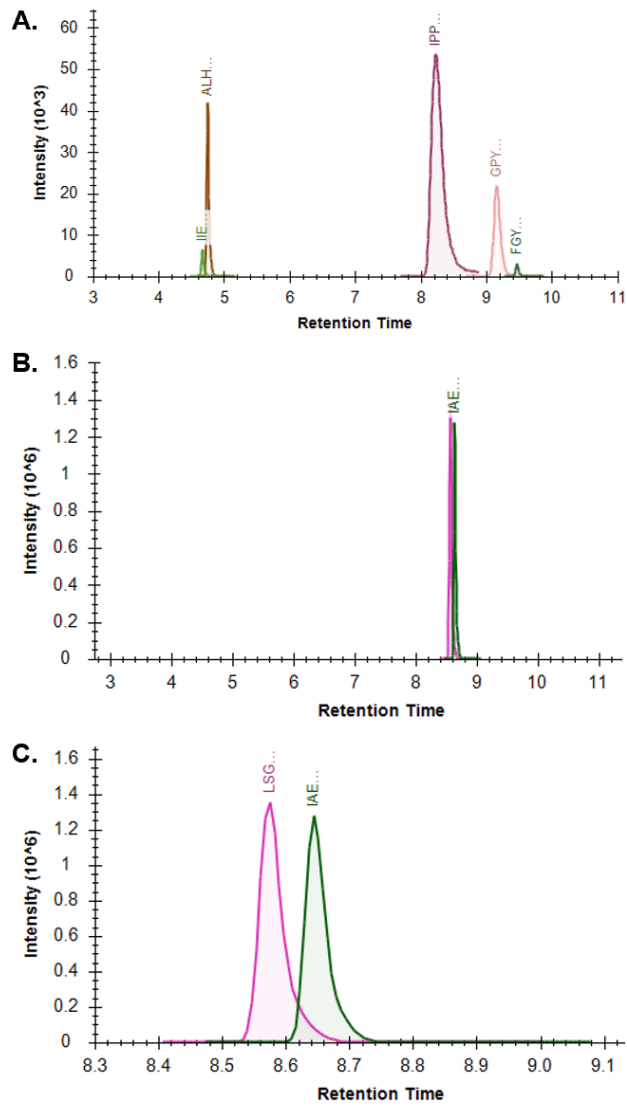 A.
Intensity (10^3)
60
50
40
30
20
10
0
IIE...
ALH...
IPP...
GPY...
FGY...
3 4 5 6 7 8 9 10 11
Retention Time
B.
Intensity (10^6)
1.6
1.4
1.2
1
0.8
0.6
0.4
0.2
0
IAE...
3 4 5 6 7 8 9 10 11
Retention Time
C.
Intensity (10^6)
1.6
1.4
1.2
1
0.8
0.6
0.4
0.2
0
LSG...
IAE...
8.3 8.4 8.5 8.6 8.7 8.8 8.9 9.0 9.1
Retention Time